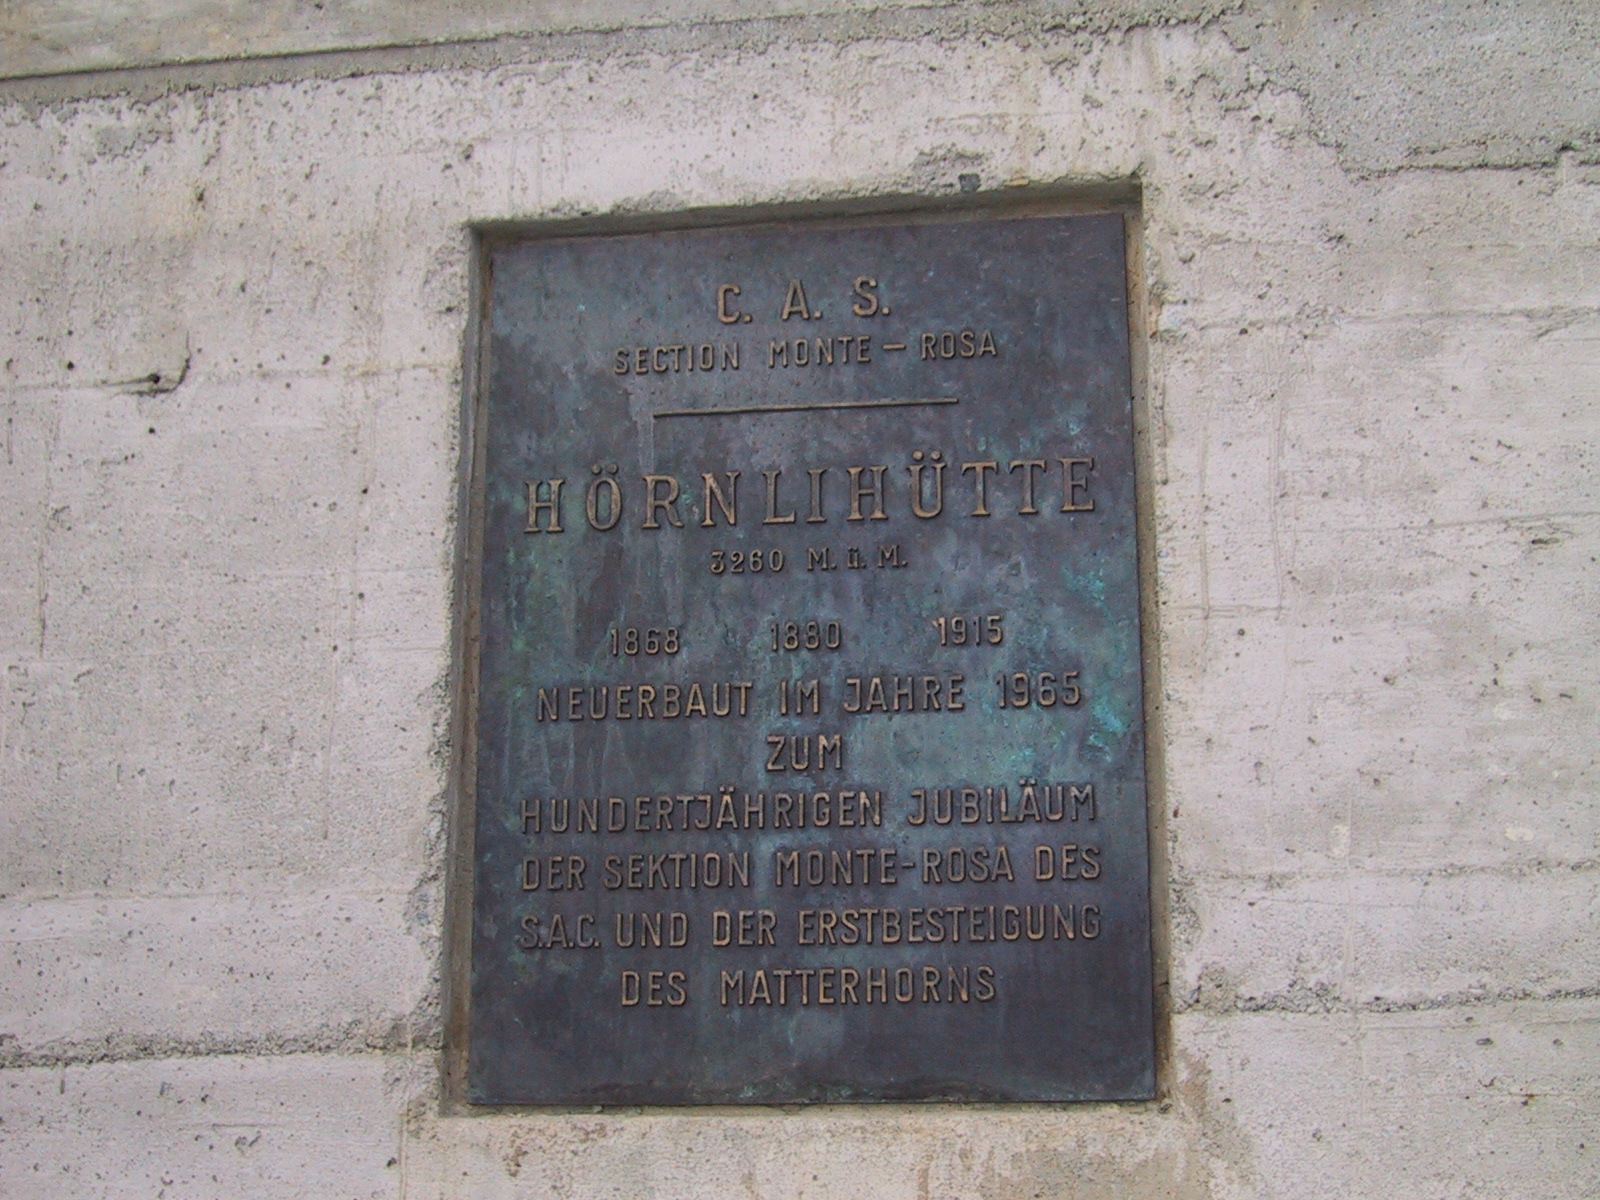 C. A. S.
SECTION MONTE-ROSA
HÖRNLIHÜTTE
3260 M. ü. M.
1868 1880 1915
NEUERBAUT IM JAHRE 1965
ZUM
HUNDERTJÄHRIGEN JUBILÄUM
DER SEKTION MONTE-ROSA DES
S.A.C. UND DER ERSTBESTEIGUNG
DES MATTERHORNS